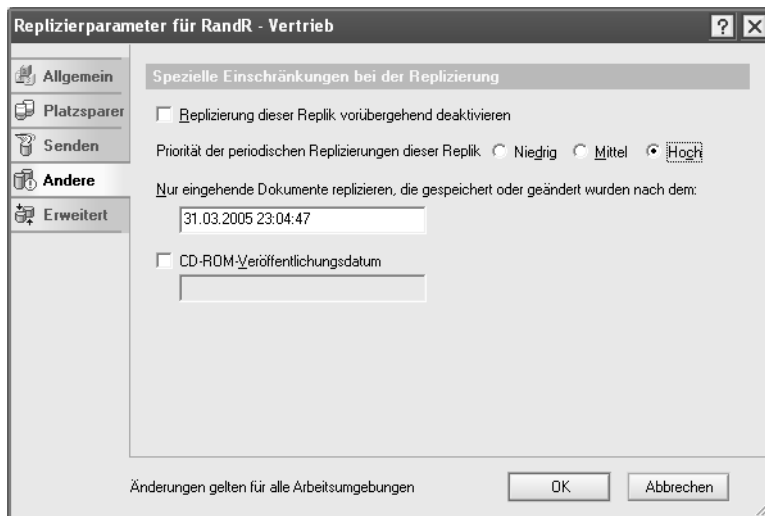 Replizierparameter für RandR - Vertrieb
Allgemein
Platzsparer
Senden
Andere
Erweitert
Spezielle Einschränkungen bei der Replizierung
Replizierung dieser Replik vorübergehend deaktivieren
Priorität der periodischen Replizierungen dieser Replik Niedrig Mittel Hoch
Nur eingehende Dokumente replizieren, die gespeichert oder geändert wurden nach dem:
31.03.2005 23:04:47
CD-ROM-Veröffentlichungsdatum
Änderungen gelten für alle Arbeitsumgebungen OK Abbrechen